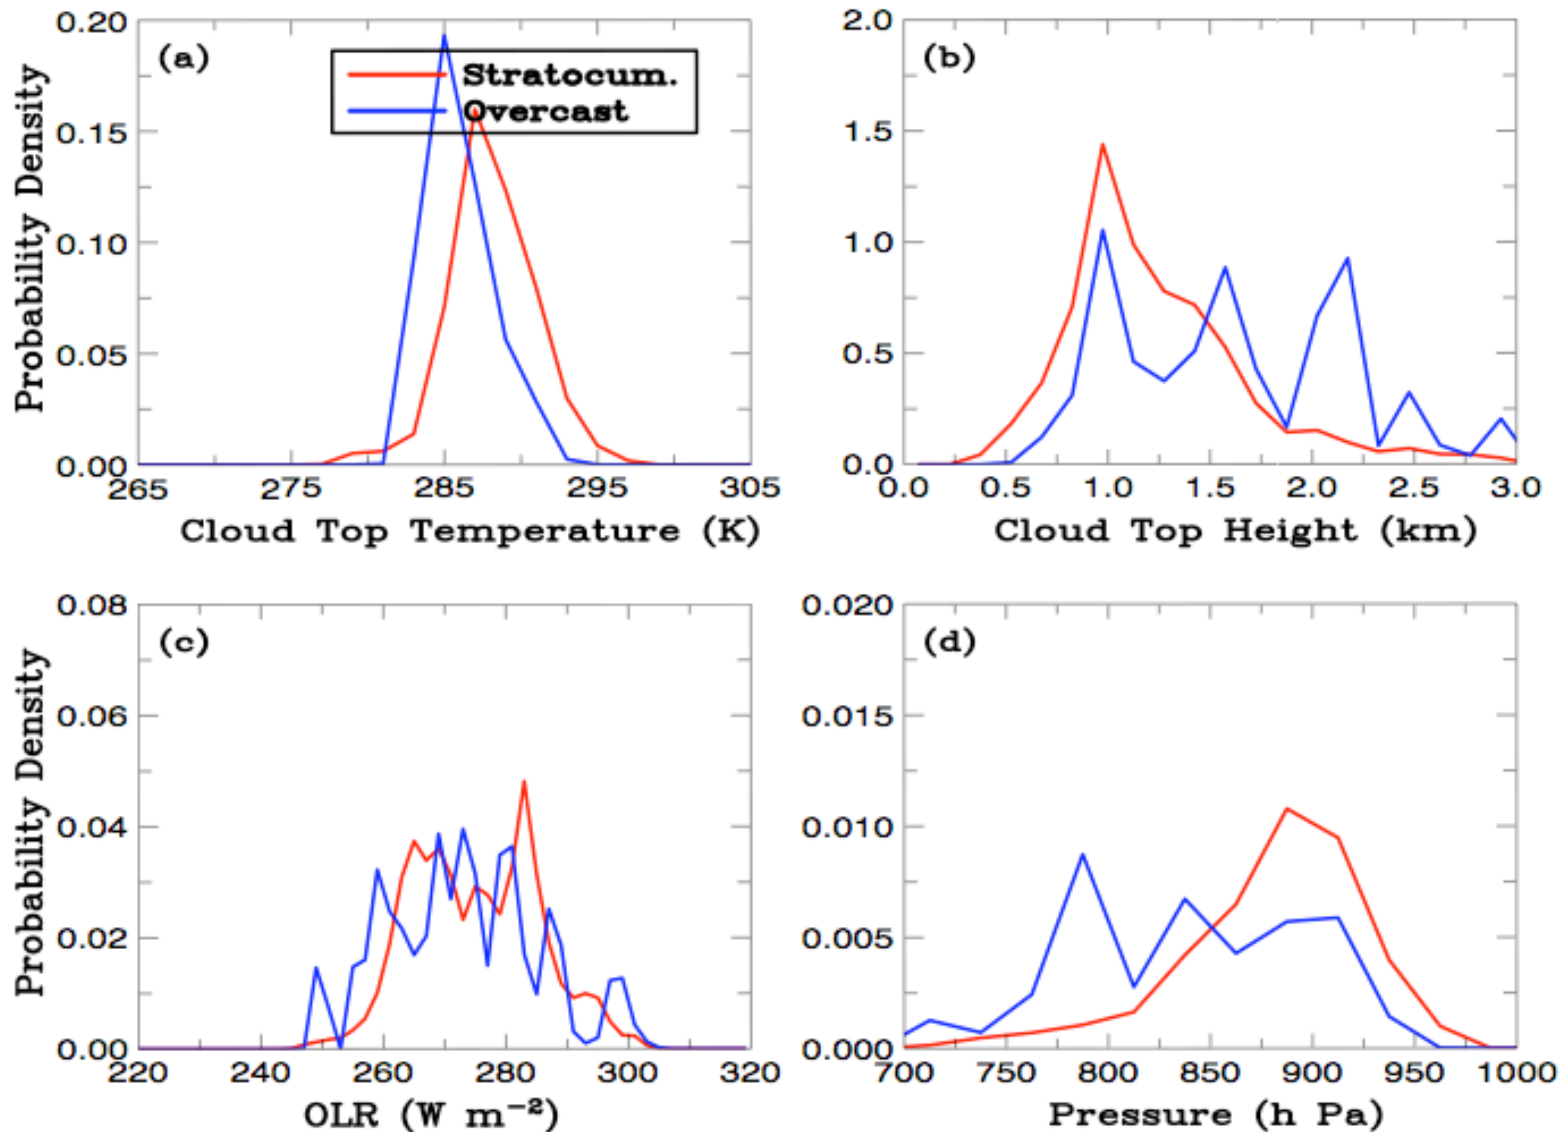 0.20
0.15
0.10
0.05
0.00
Probability Density
(a)
Stratocum.
Overcast
265 275 285 295 305
Cloud Top Temperature (K)
2.0
1.5
1.0
0.5
0.0
(b)
0.0 0.5 1.0 1.5 2.0 2.5 3.0
Cloud Top Height (km)
0.08
0.06
0.04
0.02
0.00
Probability Density
(c)
220 240 260 280 300 320
OLR (W m⁻²)
0.020
0.015
0.010
0.005
0.000
(d)
700 750 800 850 900 950 1000
Pressure (h Pa)